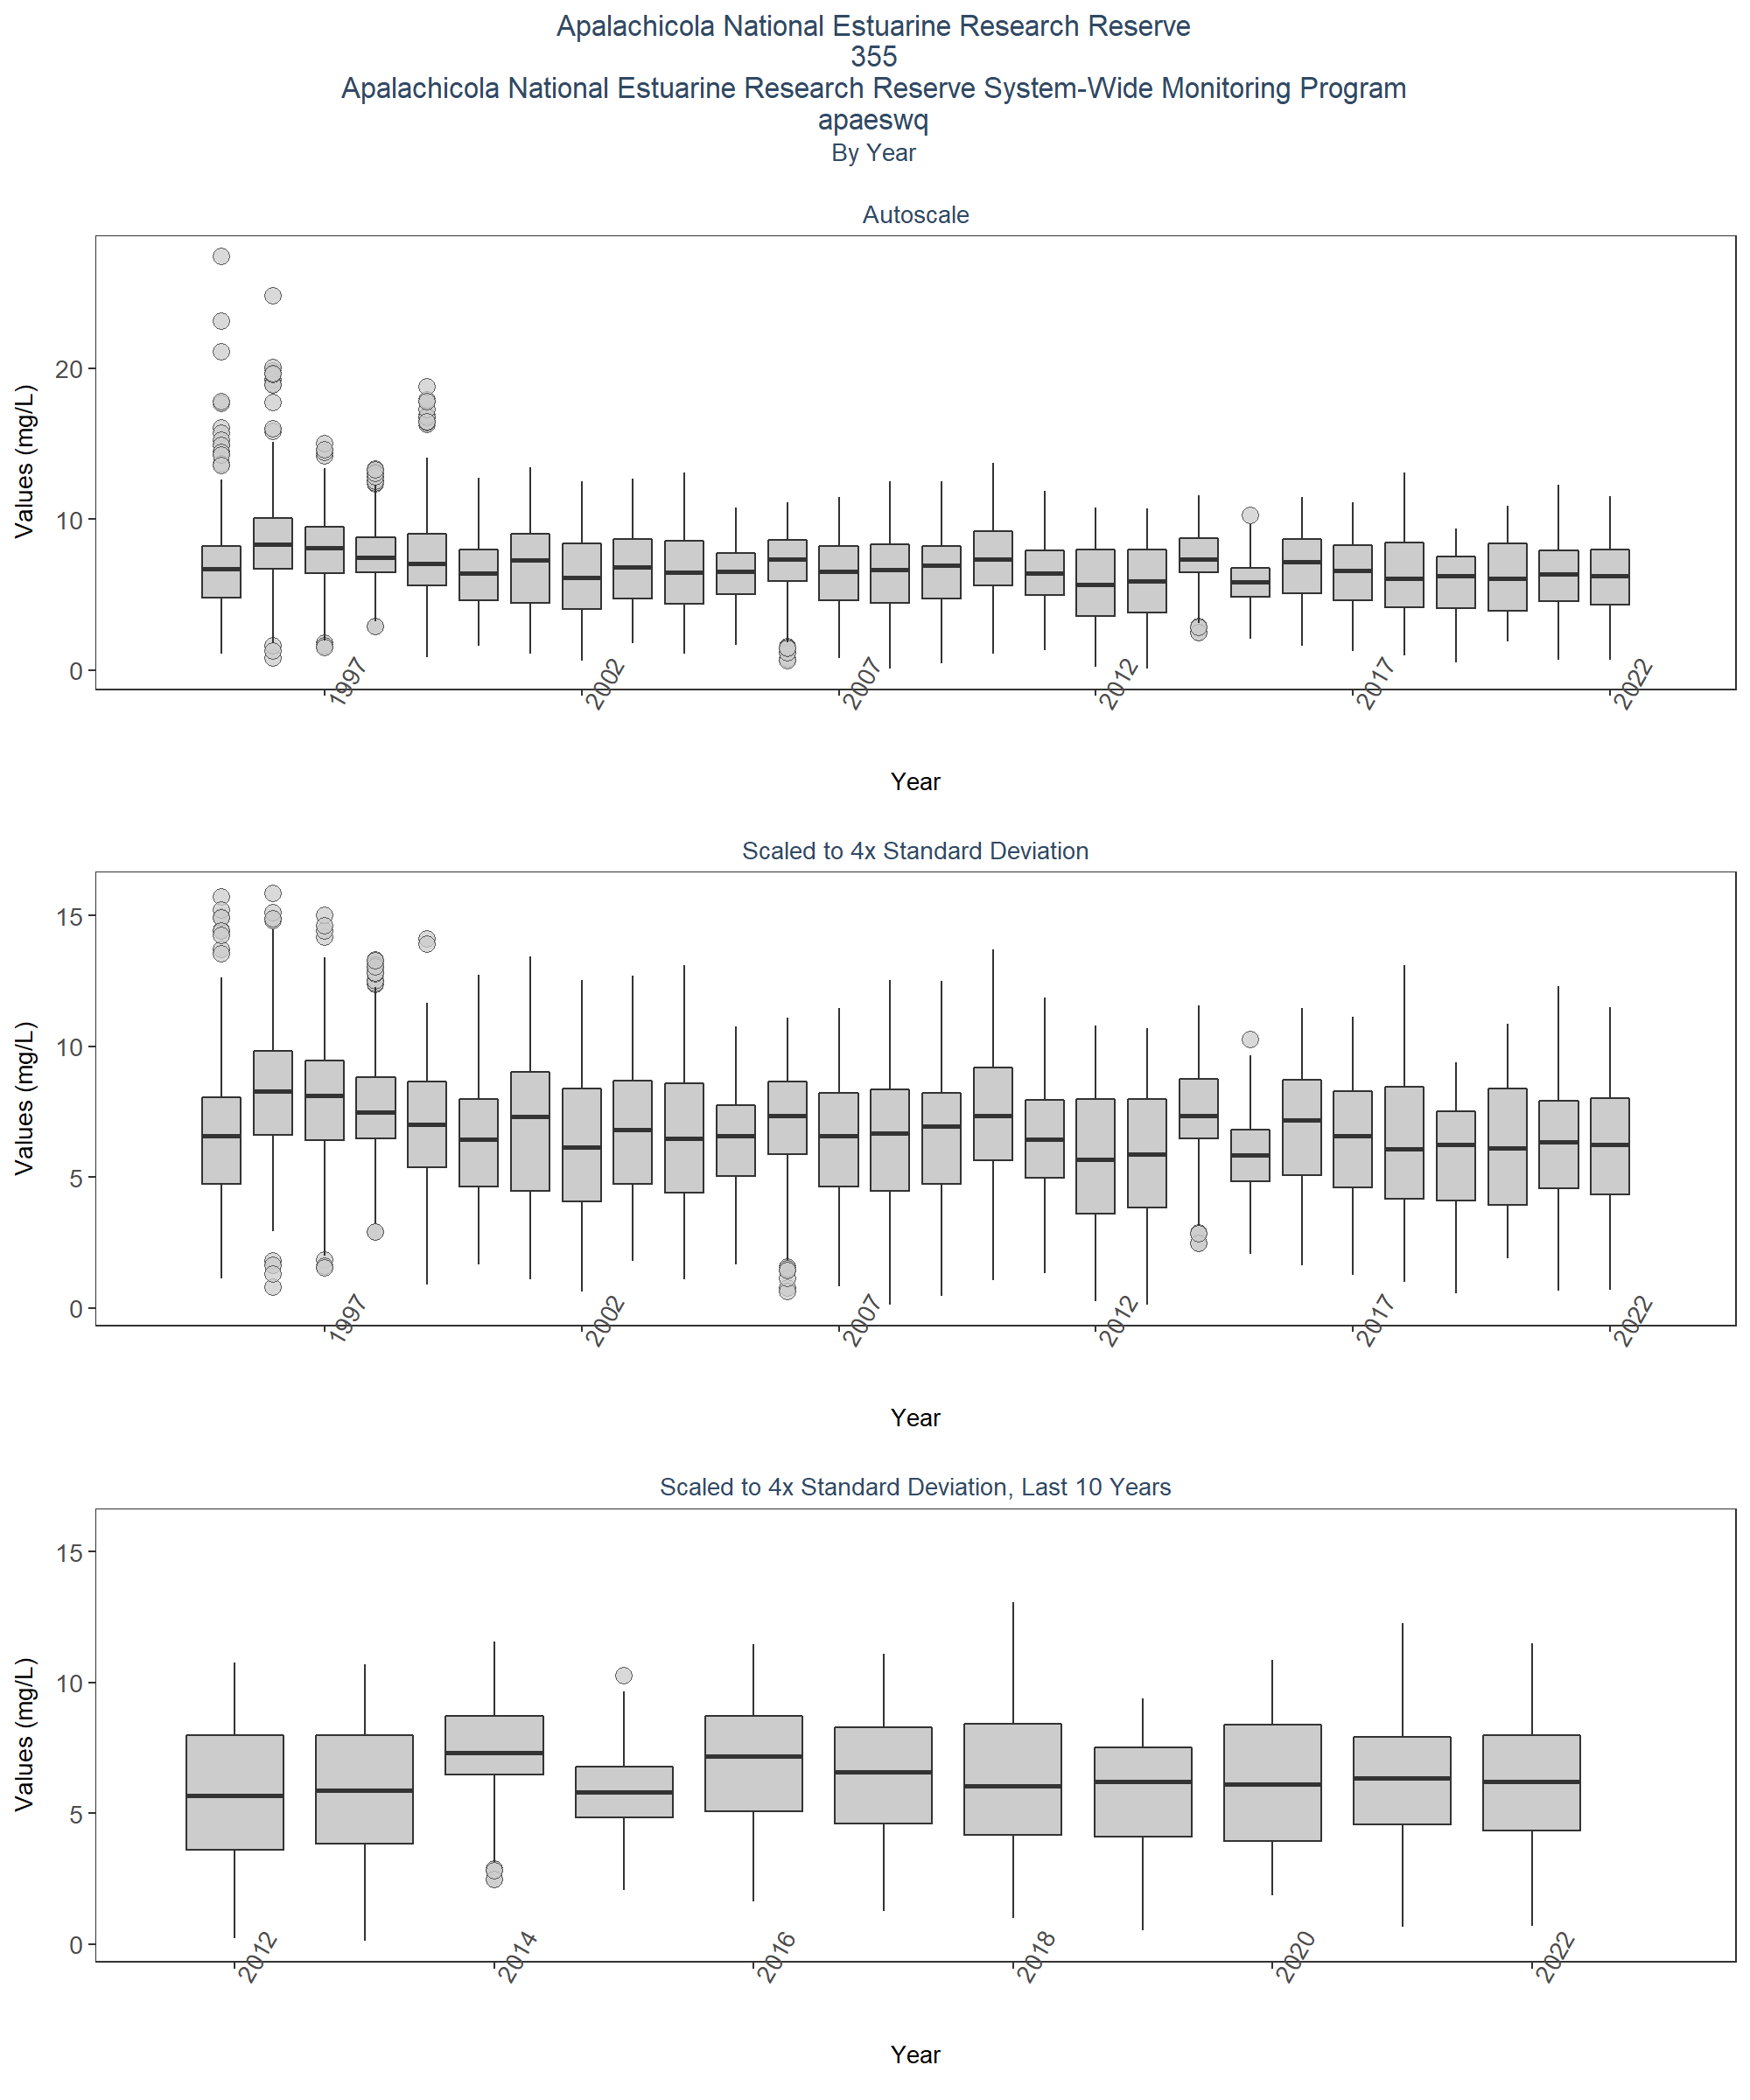 Apalachicola National Estuarine Research Reserve
355
Apalachicola National Estuarine Research Reserve System-Wide Monitoring Program
apaeswq
By Year
Autoscale
Values (mg/L)
20
10
0
1997
2002
2007
2012
2017
2022
Year
Scaled to 4x Standard Deviation
Values (mg/L)
15
10
5
0
1997
2002
2007
2012
2017
2022
Year
Scaled to 4x Standard Deviation, Last 10 Years
Values (mg/L)
15
10
5
0
2012
2014
2016
2018
2020
2022
Year